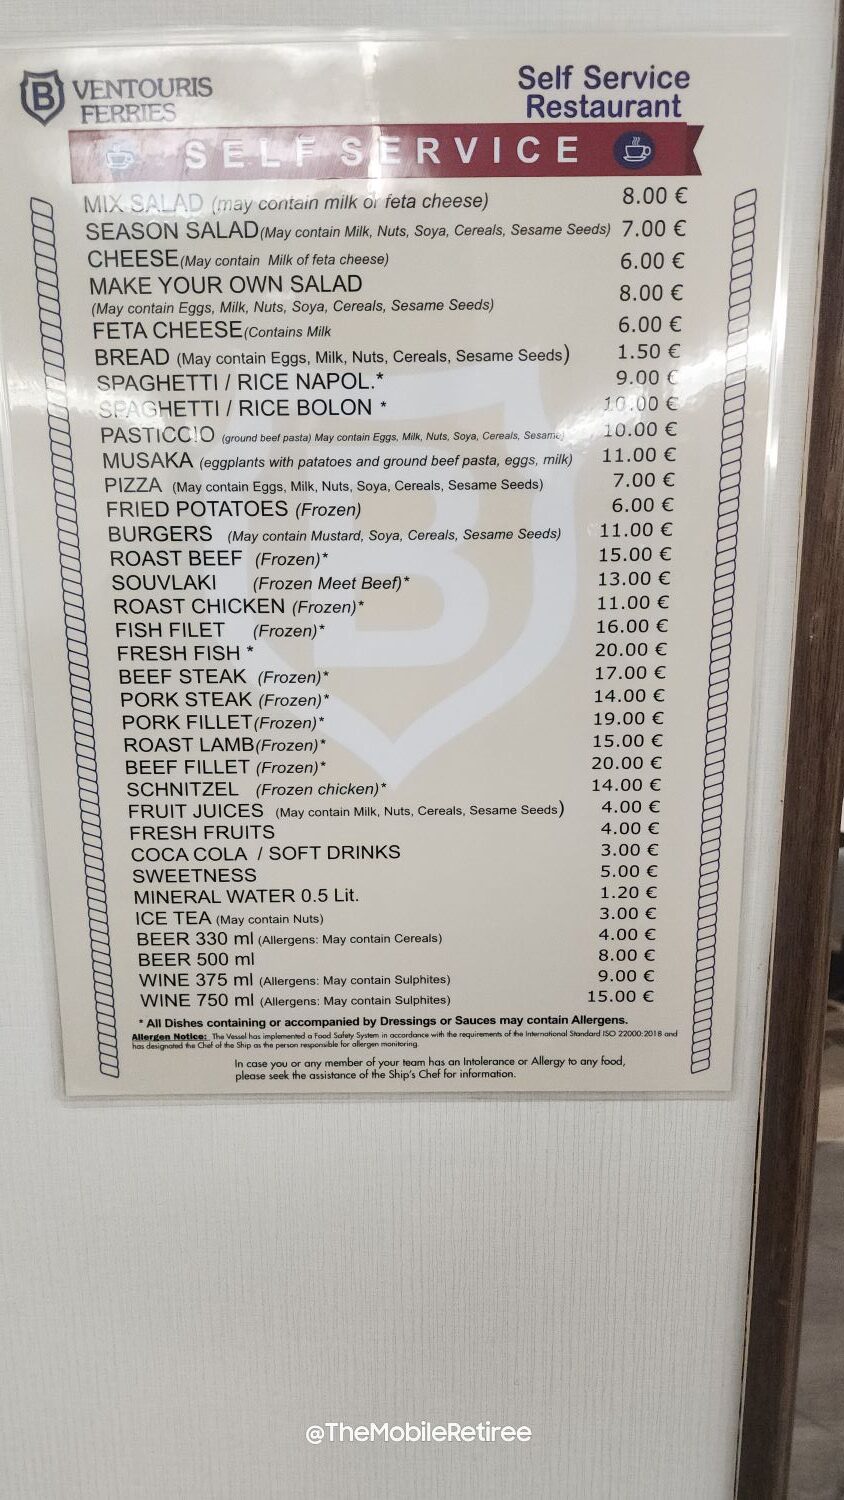 B VENTOURIS
FERRIES
Self Service
Restaurant
SELF SERVICE
MIX SALAD (may contain milk or feta cheese) 8.00 €
SEASON SALAD (May contain Milk, Nuts, Soya, Cereals, Sesame Seeds) 7.00 €
CHEESE (May contain Milk of feta cheese) 6.00 €
MAKE YOUR OWN SALAD 8.00 €
(May contain Eggs, Milk, Nuts, Soya, Cereals, Sesame Seeds)
FETA CHEESE (Contains Milk 6.00 €
BREAD (May contain Eggs, Milk, Nuts, Cereals, Sesame Seeds) 1.50 €
SPAGHETTI / RICE NAPOL.* 9.00 €
SPAGHETTI / RICE BOLON * 10.00 €
PASTICCIO (ground beef pasta) May contain Eggs, Milk, Nuts, Soya, Cereals, Sesame) 10.00 €
MUSAKA (eggplants with patatoes and ground beef pasta, eggs, milk) 11.00 €
PIZZA (May contain Eggs, Milk, Nuts, Soya, Cereals, Sesame Seeds) 7.00 €
FRIED POTATOES (Frozen) 6.00 €
BURGERS (May contain Mustard, Soya, Cereals, Sesame Seeds) 11.00 €
ROAST BEEF (Frozen)* 15.00 €
SOUVLAKI (Frozen Meet Beef)* 13.00 €
ROAST CHICKEN (Frozen)* 11.00 €
FISH FILET (Frozen)* 16.00 €
FRESH FISH * 20.00 €
BEEF STEAK (Frozen)* 17.00 €
PORK STEAK (Frozen)* 14.00 €
PORK FILLET (Frozen)* 19.00 €
ROAST LAMB (Frozen)* 15.00 €
BEEF FILLET (Frozen)* 20.00 €
SCHNITZEL (Frozen chicken)* 14.00 €
FRUIT JUICES (May contain Milk, Nuts, Cereals, Sesame Seeds) 4.00 €
FRESH FRUITS 4.00 €
COCA COLA / SOFT DRINKS 3.00 €
SWEETNESS 5.00 €
MINERAL WATER 0.5 Lit. 1.20 €
ICE TEA (May contain Nuts) 3.00 €
BEER 330 ml (Allergens: May contain Cereals) 4.00 €
BEER 500 ml 8.00 €
WINE 375 ml (Allergens: May contain Sulphites) 9.00 €
WINE 750 ml (Allergens: May contain Sulphites) 15.00 €
* All Dishes containing or accompanied by Dressings or Sauces may contain Allergens.
Allergen Notice: The Vessel has implemented a Food Safety System in accordance with the requirements of the International Standard ISO 22000:2018 and
has designated the Chef of the Ship as the person responsible for allergen monitoring.
In case you or any member of your team has an Intolerance or Allergy to any food,
please seek the assistance of the Ship's Chef for information.
@TheMobileRetiree